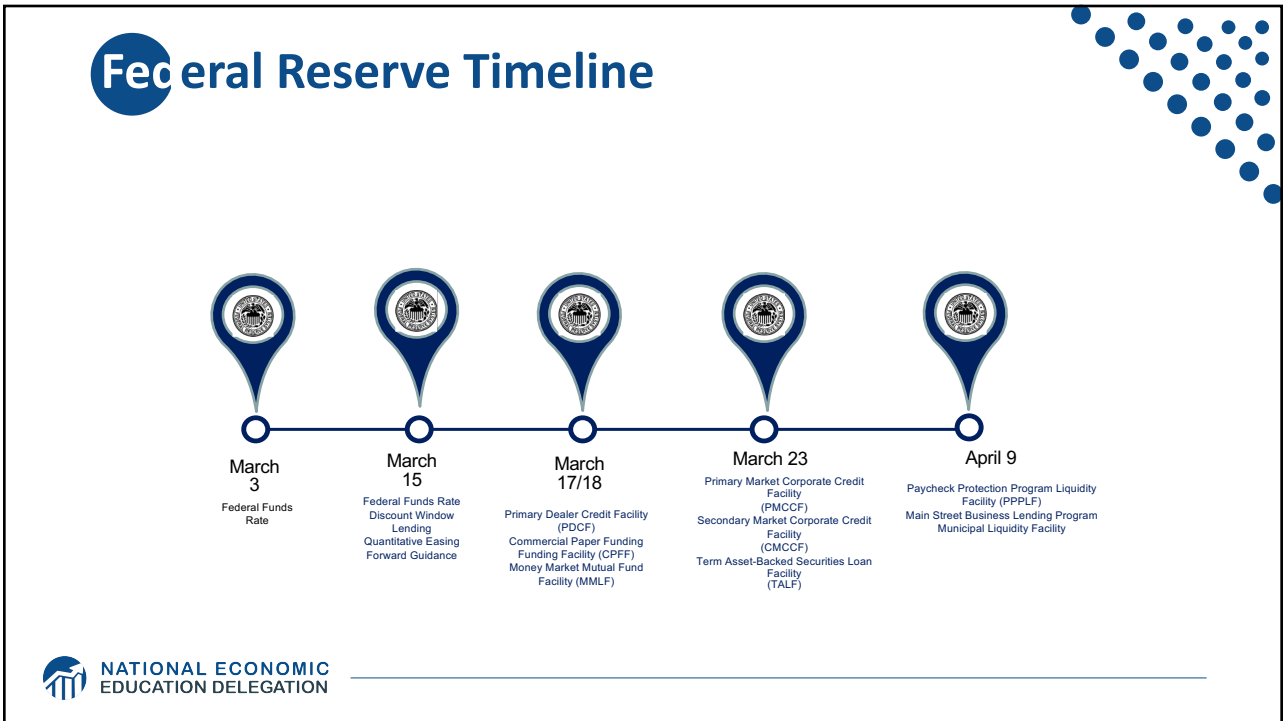 Federal Reserve Timeline
March
3
Federal Funds
Rate
March
15
Federal Funds Rate
Discount Window
Lending
Quantitative Easing
Forward Guidance
March
17/18
Primary Dealer Credit Facility
(PDCF)
Commercial Paper Funding
Funding Facility (CPFF)
Money Market Mutual Fund
Facility (MMLF)
March 23
Primary Market Corporate Credit
Facility
(PMCCF)
Secondary Market Corporate Credit
Facility
(CMCCF)
Term Asset-Backed Securities Loan
Facility
(TALF)
April 9
Paycheck Protection Program Liquidity
Facility (PPPLF)
Main Street Business Lending Program
Municipal Liquidity Facility
NATIONAL ECONOMIC
EDUCATION DELEGATION